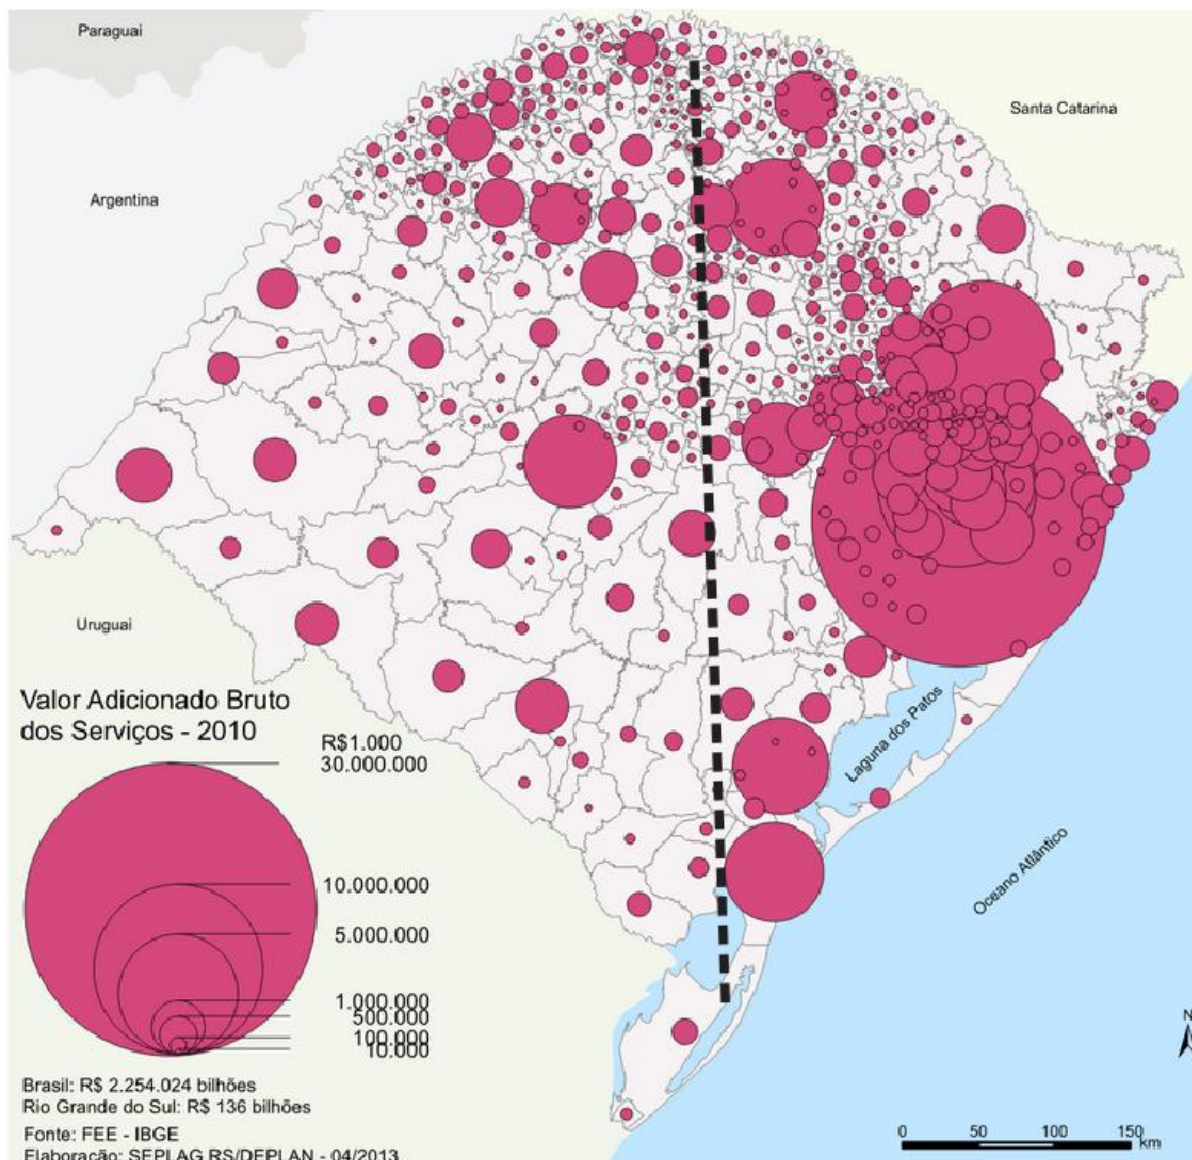 Paraguai
Santa Catarina
Argentina
Uruguai
Laguna dos Patos
Oceano Atlântico
Valor Adicionado Bruto
dos Serviços - 2010
R$1.000
30.000.000
10.000.000
5.000.000
1.000.000
500.000
100.000
10.000
Brasil: R$ 2.254.024 bilhões
Rio Grande do Sul: R$ 136 bilhões
Fonte: FEE - IBGE
Elaboração: SEPLAG RS/DEPLAN - 04/2013
N
0 50 100 150
km